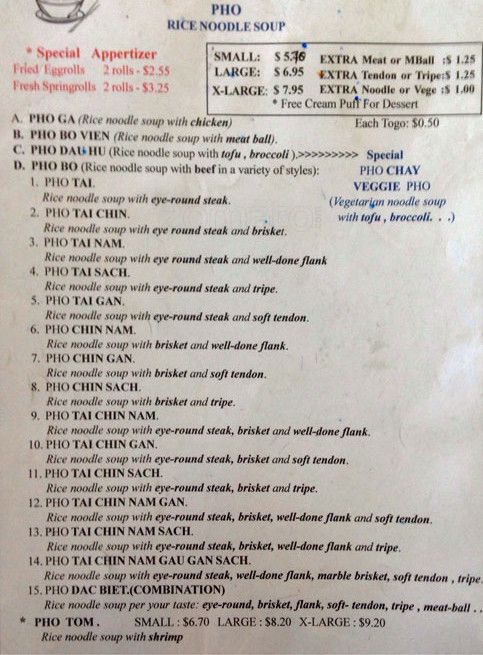 PHO
RICE NOODLE SOUP
* Special Appertizer
Fried Eggrolls 2 rolls - $2.55
Fresh Springrolls 2 rolls - $3.25
SMALL: $ 5.76 EXTRA Meat or MBall :$ 1.25
LARGE: $ 6.95 EXTRA Tendon or Tripe:$ 1.25
X-LARGE: $ 7.95 EXTRA Noodle or Vege :$ 1.00
* Free Cream Puff For Dessert
A. PHO GA (Rice noodle soup with chicken) Each Togo: $0.50
B. PHO BO VIEN (Rice noodle soup with meat ball).
C. PHO DAU HU (Rice noodle soup with tofu , broccoli ).>>>>>>>>> Special
D. PHO BO (Rice noodle soup with beef in a variety of styles): PHO CHAY
1. PHO TAI. VEGGIE PHO
Rice noodle soup with eye-round steak. (Vegetarian noodle soup
2. PHO TAI CHIN. with tofu , broccoli. . .)
Rice noodle soup with eye round steak and brisket.
3. PHO TAI NAM.
Rice noodle soup with eye round steak and well-done flank
4. PHO TAI SACH.
Rice noodle soup with eye-round steak and tripe.
5. PHO TAI GAN.
Rice noodle soup with eye-round steak and soft tendon.
6. PHO CHIN NAM.
Rice noodle soup with brisket and well-done flank.
7. PHO CHIN GAN.
Rice noodle soup with brisket and soft tendon.
8. PHO CHIN SACH.
Rice noodle soup with brisket and tripe.
9. PHO TAI CHIN NAM.
Rice noodle soup with eye-round steak, brisket and well-done flank.
10. PHO TAI CHIN GAN.
Rice noodle soup with eye-round steak, brisket and soft tendon.
11. PHO TAI CHIN SACH.
Rice noodle soup with eye-round steak, brisket and tripe.
12. PHO TAI CHIN NAM GAN.
Rice noodle soup with eye-round steak, brisket, well-done flank and soft tendon.
13. PHO TAI CHIN NAM SACH.
Rice noodle soup with eye-round steak, brisket, well-done flank and tripe.
14. PHO TAI CHIN NAM GAU GAN SACH.
Rice noodle soup with eye-round steak, well-done flank, marble brisket, soft tendon , tripe
15. PHO DAC BIET.(COMBINATION)
Rice noodle soup per your taste: eye-round, brisket, flank, soft- tendon, tripe , meat-ball . .
* PHO TOM . SMALL : $6.70 LARGE : $8.20 X-LARGE : $9.20
Rice noodle soup with shrimp